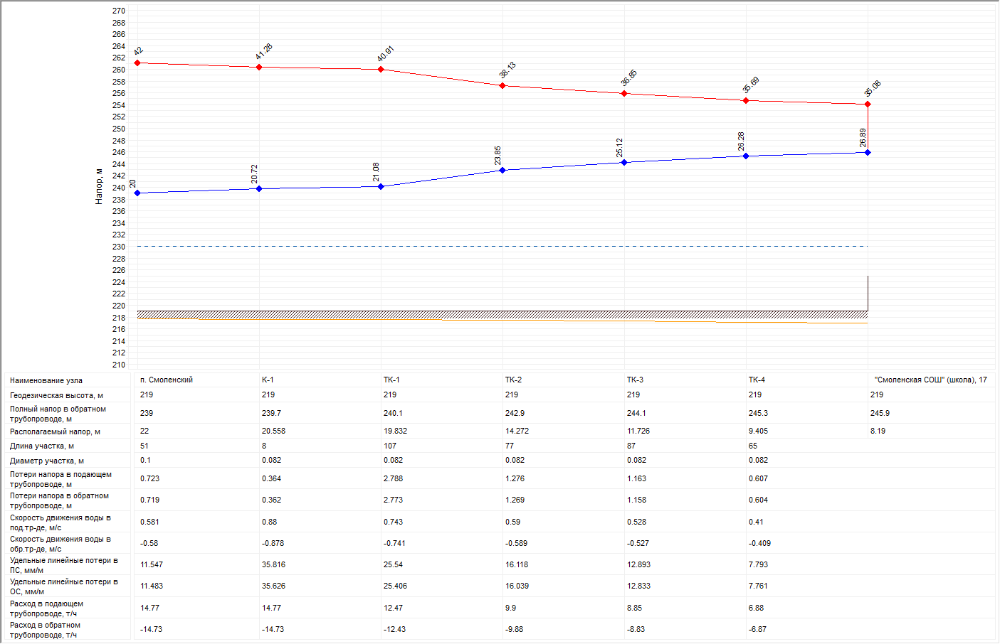 270
268
266
264
262
260
258
256
254
252
250
248
246
244
242
240
238
236
234
232
230
228
226
224
222
220
218
216
214
212
210
Напор, м
42
41.28
40.91
38.13
36.85
35.69
35.08
20
20.72
21.08
23.85
25.12
26.28
26.89
Наименование узла п. Смоленский К-1 ТК-1 ТК-2 ТК-3 ТК-4 "Смоленская СОШ" (школа), 17
Геодезическая высота, м 219 219 219 219 219 219 219
Полный напор в обратном
трубопроводе, м 239 239.7 240.1 242.9 244.1 245.3 245.9
Располагаемый напор, м 22 20.558 19.832 14.272 11.726 9.405 8.19
Длина участка, м 51 8 107 77 87 65
Диаметр участка, м 0.1 0.082 0.082 0.082 0.082 0.082
Потери напора в подающем
трубопроводе, м 0.723 0.364 2.788 1.276 1.163 0.607
Потери напора в обратном
трубопроводе, м 0.719 0.362 2.773 1.269 1.158 0.604
Скорость движения воды в
под.тр-де, м/с 0.581 0.88 0.743 0.59 0.528 0.41
Скорость движения воды в
обр.тр-де, м/с -0.58 -0.878 -0.741 -0.589 -0.527 -0.409
Удельные линейные потери в
ПС, мм/м 11.547 35.816 25.54 16.118 12.893 7.793
Удельные линейные потери в
ОС, мм/м 11.483 35.626 25.406 16.039 12.833 7.761
Расход в подающем
трубопроводе, т/ч 14.77 14.77 12.47 9.9 8.85 6.88
Расход в обратном
трубопроводе, т/ч -14.73 -14.73 -12.43 -9.88 -8.83 -6.87